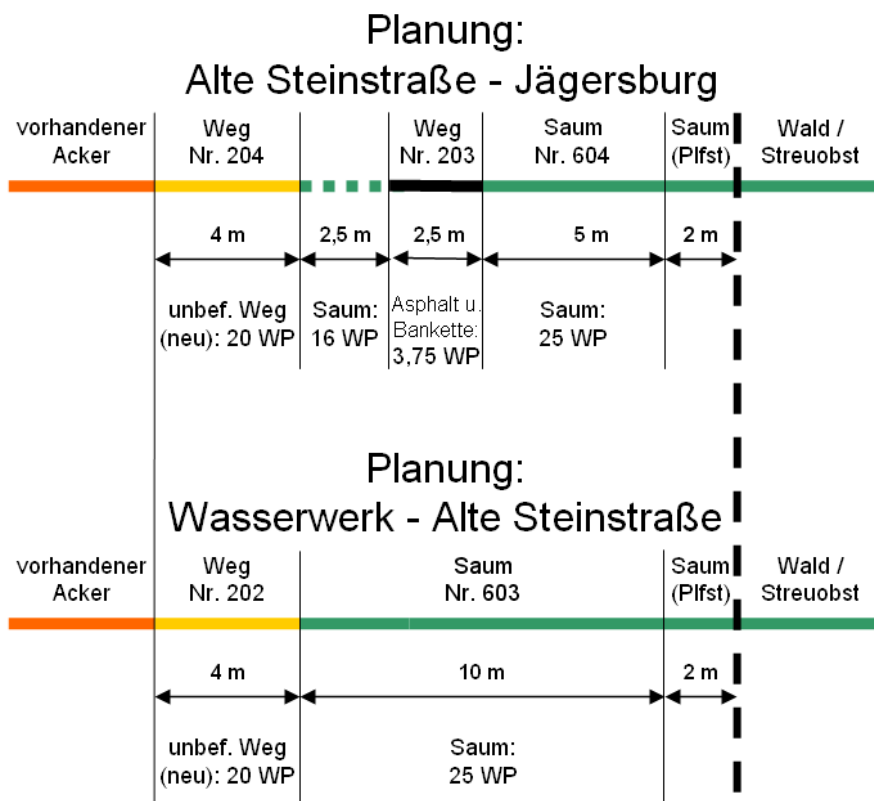 Planung:
Alte Steinstraße - Jägersburg
vorhandener
Acker
Weg
Nr. 204
Weg
Nr. 203
Saum
Nr. 604
Saum
(Plfst)
Wald /
Streuobst
4 m
2,5 m
2,5 m
5 m
2 m
unbef. Weg
(neu): 20 WP
Saum:
16 WP
Asphalt u.
Bankette:
3,75 WP
Saum:
25 WP
Planung:
Wasserwerk - Alte Steinstraße
vorhandener
Acker
Weg
Nr. 202
Saum
Nr. 603
Saum
(Plfst)
Wald /
Streuobst
4 m
10 m
2 m
unbef. Weg
(neu): 20 WP
Saum:
25 WP